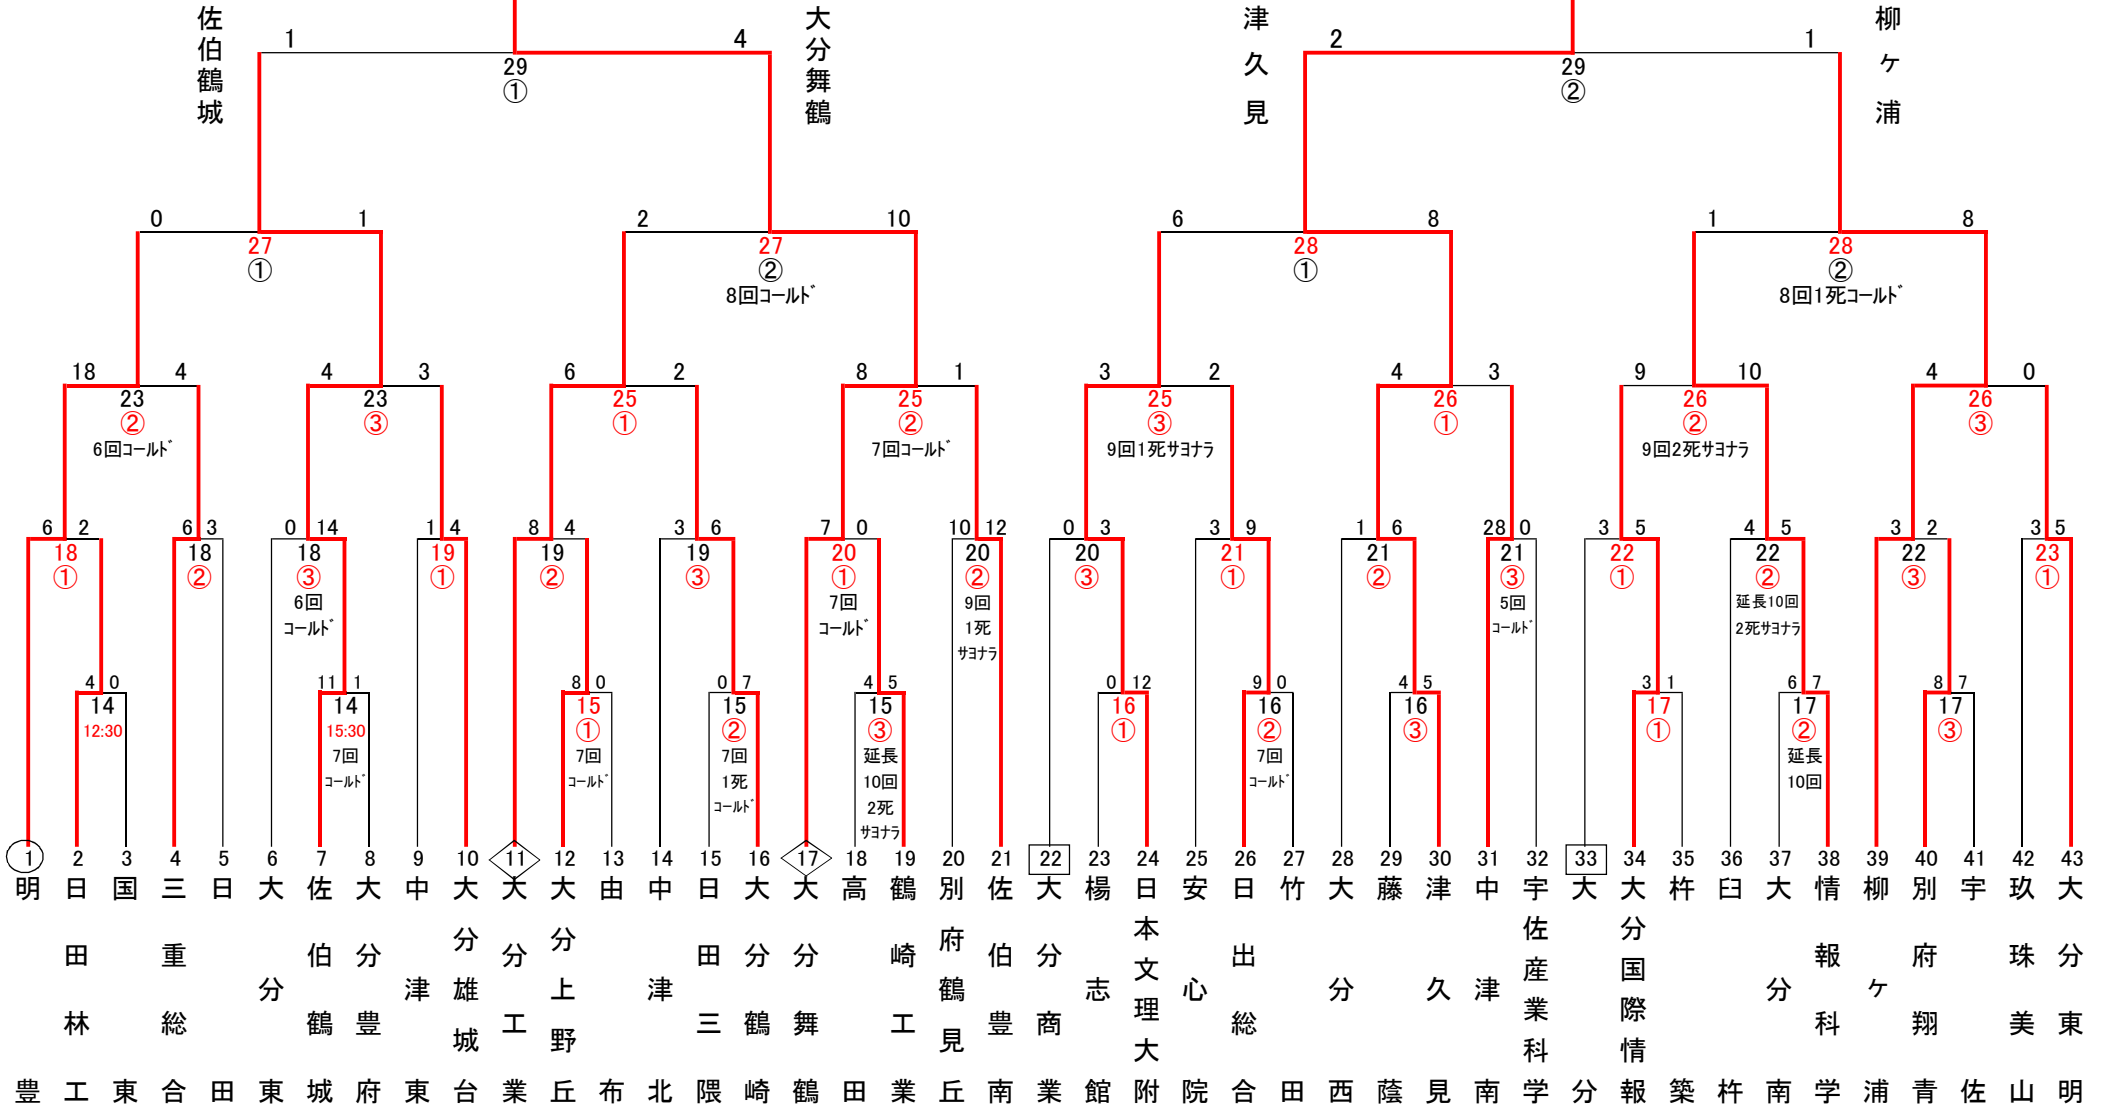 佐伯鶴城
大分舞鶴
津久見
柳ヶ浦
1 4 2 1
29 29
① ②
0 1 2 10 6 8 1 8
27 27 28 28
① ② ① ②
8回コールド 8回1死コールド
18 4 4 3 6 2 8 1 3 2 4 3 9 10 4 0
23 23 25 25 25 26 26 26
② ③ ① ② ③ ① ② ③
6回コールド 7回コールド 9回1死サヨナラ 9回2死サヨナラ
6 2 6 3 0 14 1 4 8 4 3 6 7 0 10 12 0 3 3 9 1 6 28 0 3 5 4 5 3 2 3 5
18 18 18 19 19 19 20 20 20 21 21 21 22 22 22 23
① ② ③ ① ② ③ ① ② ③ ① ② ③ ① ② ③ ①
6回 7回 9回 5回 延長10回
コールド コールド 1死 コールド 2死サヨナラ
サヨナラ
4 0 11 1 8 0 0 7 4 5 0 12 9 0 4 5 3 1 6 7 8 7
14 14 15 15 15 16 16 16 17 17 17
12:30 15:30 ① ② ③ ① ② ③ ① ② ③
7回 7回 7回 延長 7回 延長
コールド コールド 1死 10回 コールド 10回
コールド 2死
サヨナラ
1 2 3 4 5 6 7 8 9 10 11 12 13 14 15 16 17 18 19 20 21 22 23 24 25 26 27 28 29 30 31 32 33 34 35 36 37 38 39 40 41 42 43
明豊
日田林工
国東
三重総合
日田
大分東
佐伯鶴城
大分豊府
中津東
大分雄城台
大分工業
大分上野丘
由布
中津北
日田三隈
大分鶴崎
大分舞鶴
高田
鶴崎工業
別府鶴見丘
佐伯豊南
大分商業
楊志館
日本文理大附
安心院
日出総合
竹田
大分西
藤蔭
津久見
中津南
宇佐産業科学
大分
大分国際情報
杵築
臼杵
大分南
情報科学
柳ヶ浦
別府翔青
宇佐
玖珠美山
大分東明